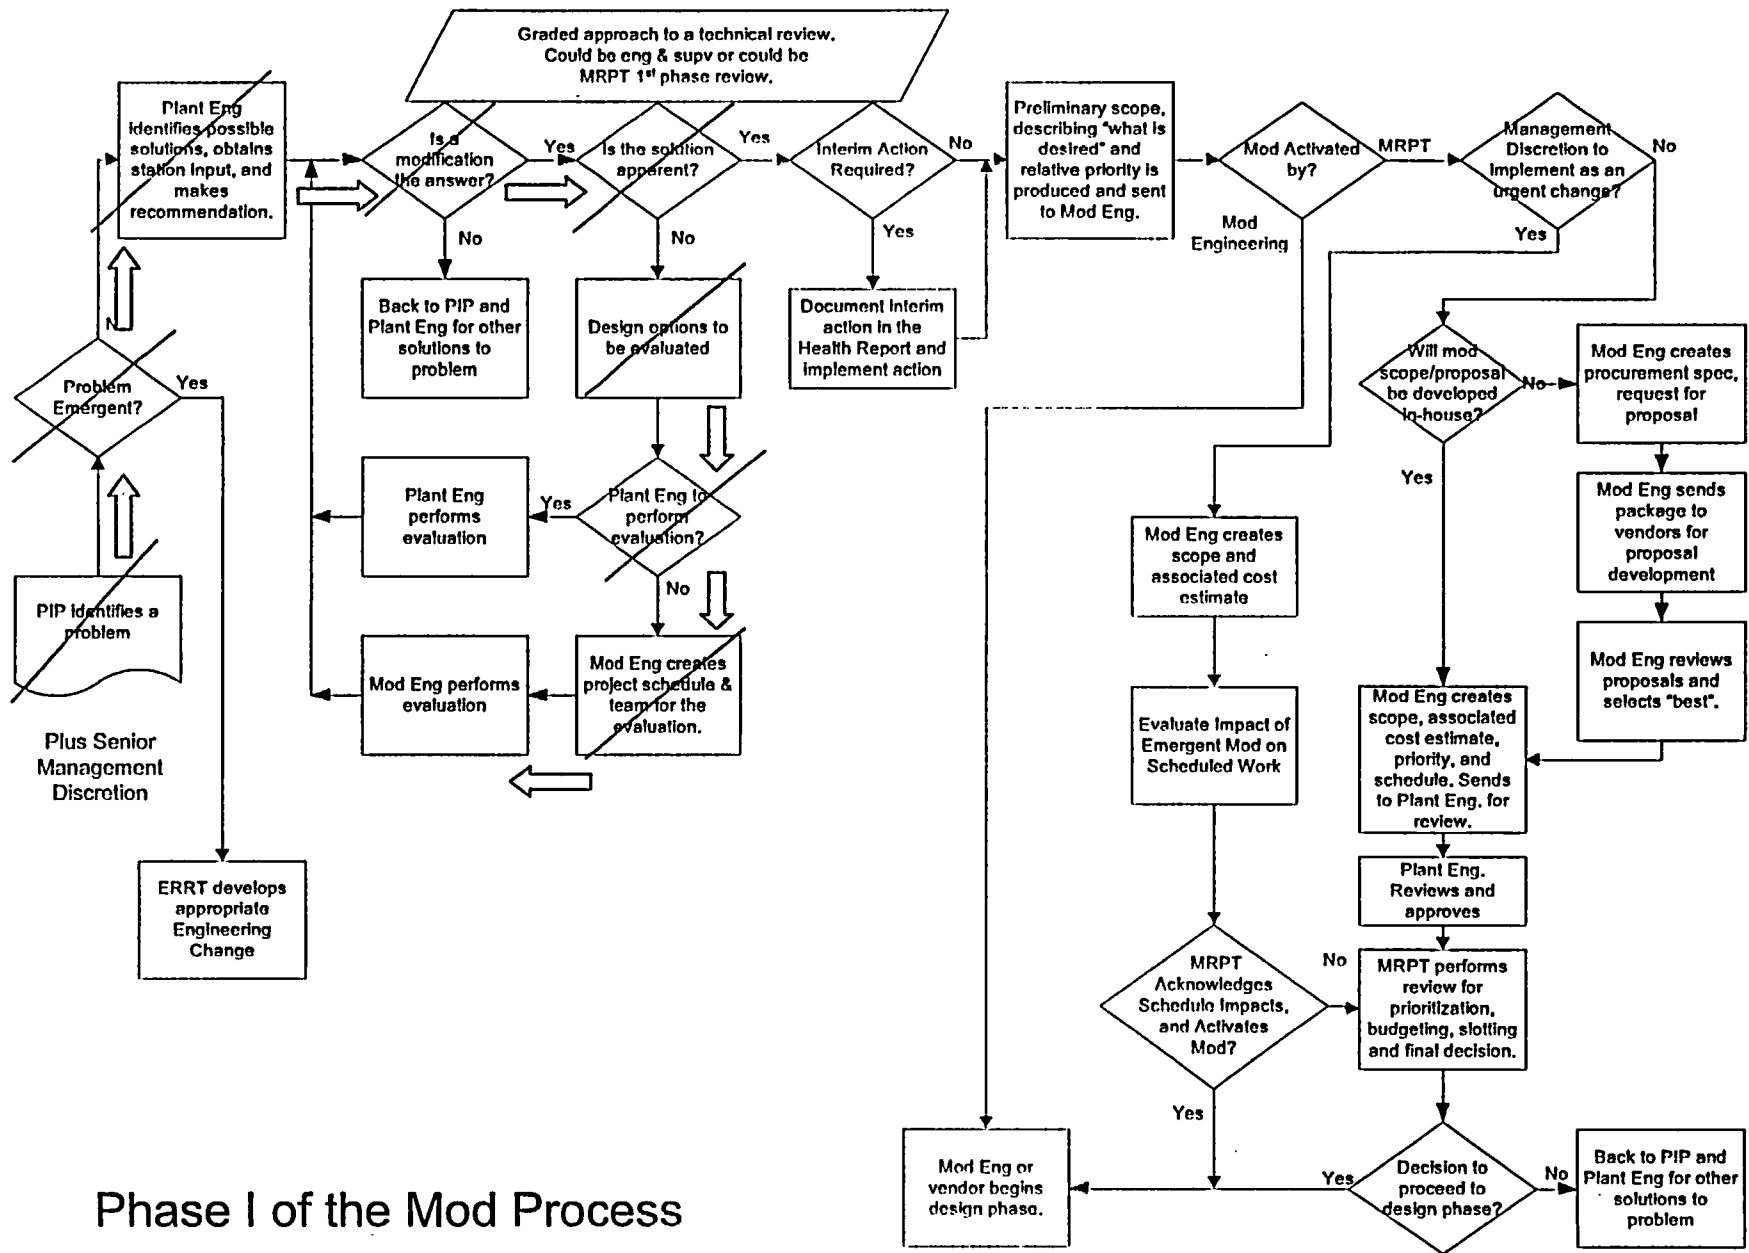 Graded approach to a technical review.
Could be eng & supv or could be
MRPT 1st phase review.
Plant Eng
identifies possible
solutions, obtains
station input, and
makes
recommendation.
Is a
modification
the answer?
Yes
No
Is the solution
apparent?
Yes
No
Interim Action
Required?
No
Yes
Preliminary scope,
describing "what is
desired" and
relative priority is
produced and sent
to Mod Eng.
Mod Activated
by?
MRPT
Mod
Engineering
Management
Discretion to
Implement as an
urgent change?
No
Yes
Back to PIP and
Plant Eng for other
solutions to
problem
Design options to
be evaluated
Document Interim
action in the
Health Report and
implement action
Problem
Emergent?
Yes
Will mod
scope/proposal
be developed
in-house?
No
Yes
Mod Eng creates
procurement spec,
request for
proposal
Plant Eng
performs
evaluation
Yes
Plant Eng to
perform
evaluation?
No
Mod Eng sends
package to
vendors for
proposal
development
Mod Eng creates
scope and
associated cost
estimate
PIP identifies a
problem
Plus Senior
Management
Discretion
Mod Eng performs
evaluation
Mod Eng creates
project schedule &
team for the
evaluation.
Mod Eng reviews
proposals and
selects "best".
Evaluate Impact of
Emergent Mod on
Scheduled Work
Mod Eng creates
scope, associated
cost estimate,
priority, and
schedule. Sends
to Plant Eng. for
review.
ERRT develops
appropriate
Engineering
Change
Plant Eng.
Reviews and
approves
MRPT
Acknowledges
Schedule Impacts,
and Activates
Mod?
No
Yes
MRPT performs
review for
prioritization,
budgeting, slotting
and final decision.
Mod Eng or
vendor begins
design phase.
Yes
Decision to
proceed to
design phase?
No
Back to PIP and
Plant Eng for other
solutions to
problem
Phase I of the Mod Process